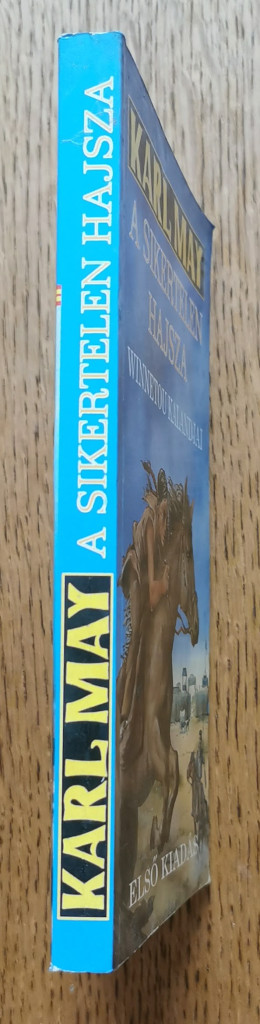 KARL MAY
A SIKERTELEN HAJSZA
KARL MAY
A SIKERTELEN
HAJSZA
WINNETOU KALANDJAI
ELSŐ KIADÁS